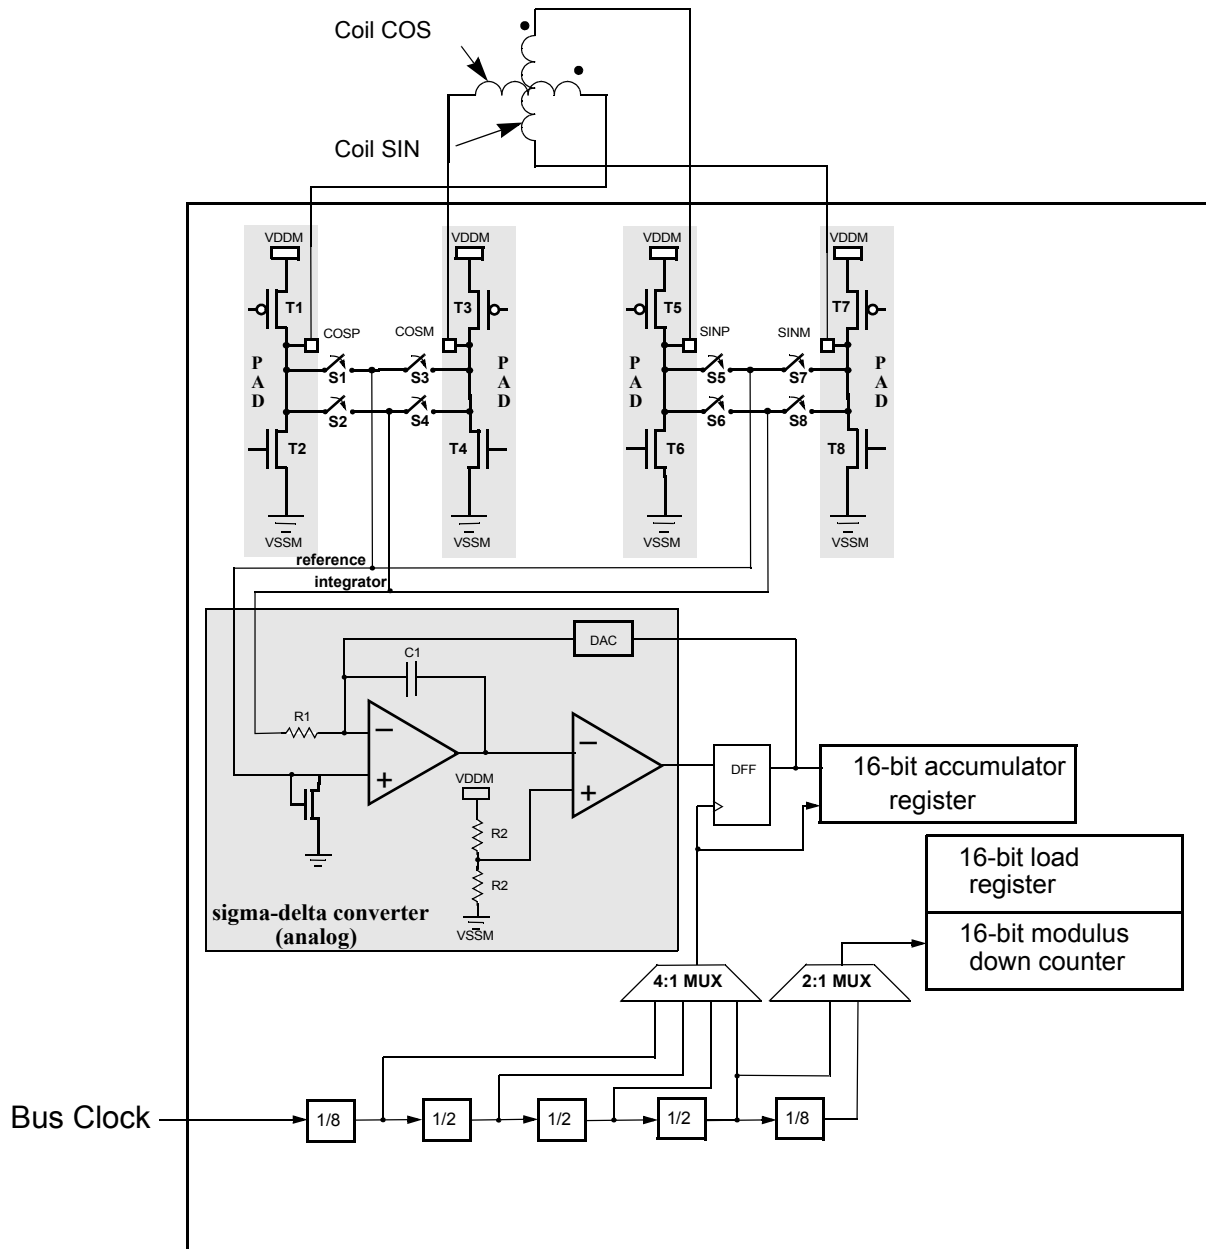 Coil COS
Coil SIN
VDDM
VDDM
VDDM
VDDM
T1
T3
T5
T7
COSP
COSM
SINP
SINM
PAD
PAD
PAD
PAD
S1
S3
S5
S7
S2
S4
S6
S8
T2
T4
T6
T8
VSSM
VSSM
VSSM
VSSM
reference
integrator
DAC
C1
R1
VDDM
R2
R2
VSSM
DFF
16-bit accumulator
register
16-bit load
register
16-bit modulus
down counter
sigma-delta converter
(analog)
4:1 MUX
2:1 MUX
Bus Clock
1/8
1/2
1/2
1/2
1/8